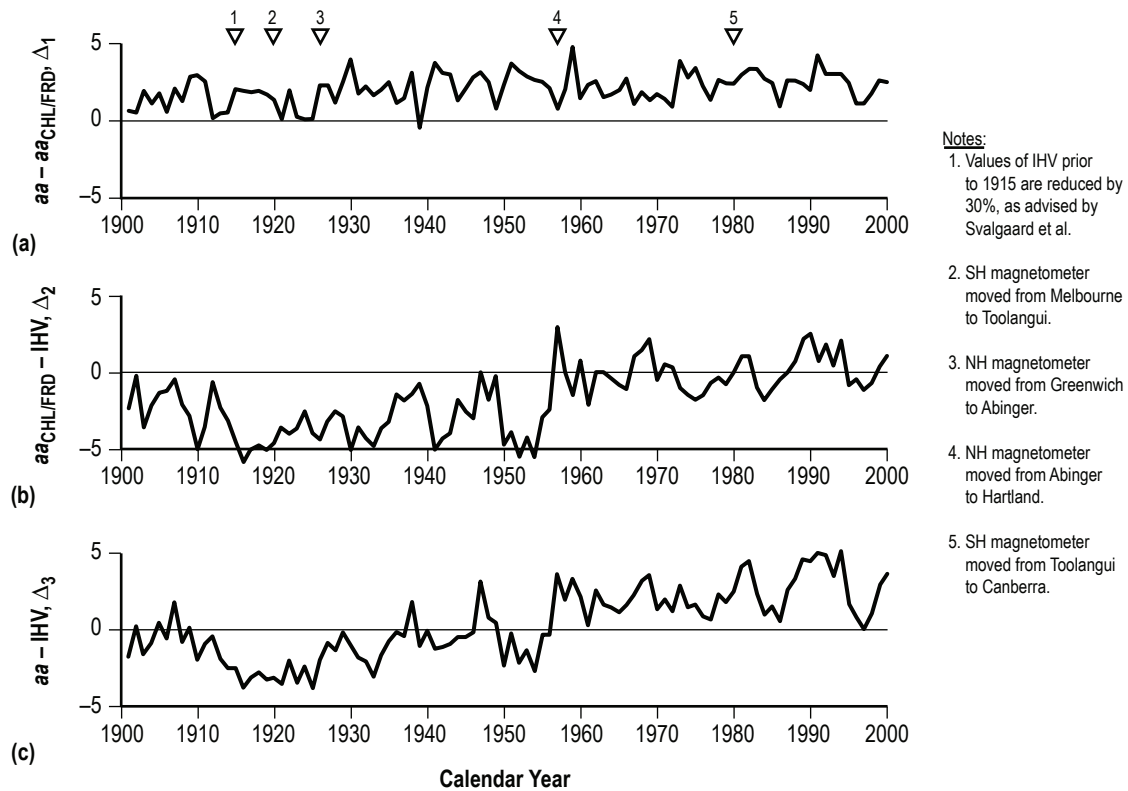 1 2 3 4 5
5
0
–5
aa – aaCHL/FRD, Δ1
1900 1910 1920 1930 1940 1950 1960 1970 1980 1990 2000
(a)
5
0
–5
aaCHL/FRD – IHV, Δ2
1900 1910 1920 1930 1940 1950 1960 1970 1980 1990 2000
(b)
5
0
–5
aa – IHV, Δ3
1900 1910 1920 1930 1940 1950 1960 1970 1980 1990 2000
(c)
Calendar Year
Notes:
1. Values of IHV prior
to 1915 are reduced by
30%, as advised by
Svalgaard et al.
2. SH magnetometer
moved from Melbourne
to Toolangui.
3. NH magnetometer
moved from Greenwich
to Abinger.
4. NH magnetometer
moved from Abinger
to Hartland.
5. SH magnetometer
moved from Toolangui
to Canberra.